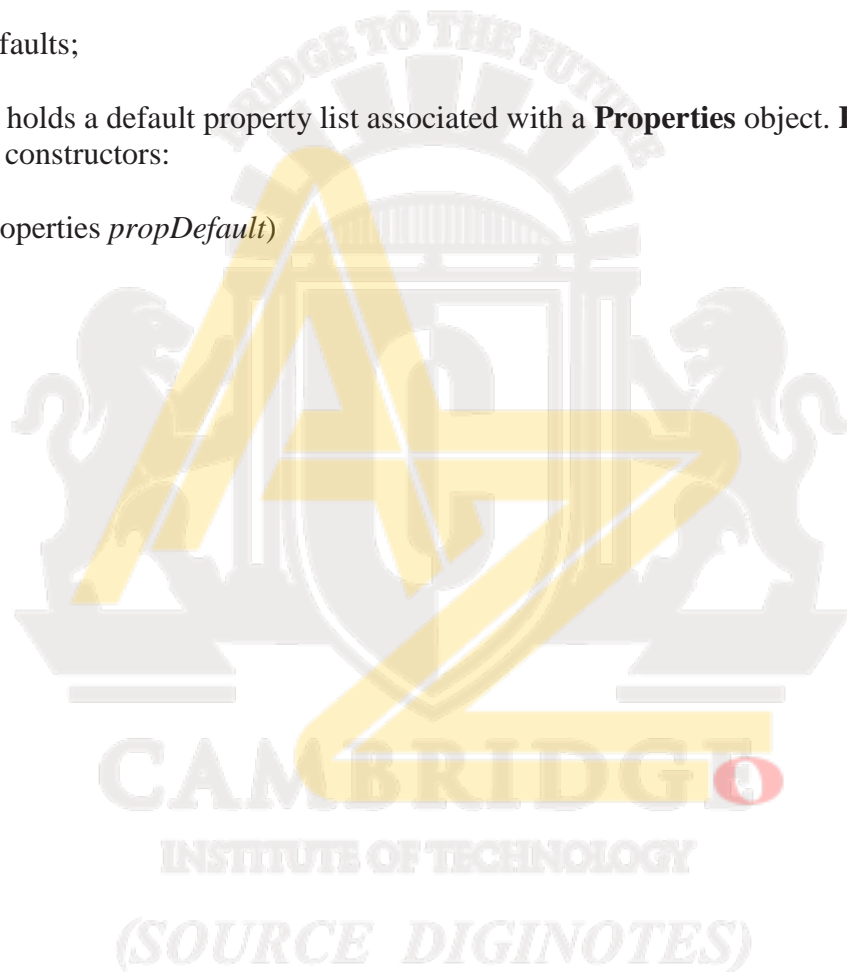 faults;
holds a default property list associated with a Properties object.
constructors:
operties propDefault)
BRIDGE TO THE FUTURE
CAMBRIDGE
INSTITUTE OF TECHNOLOGY
(SOURCE DIGINOTES)